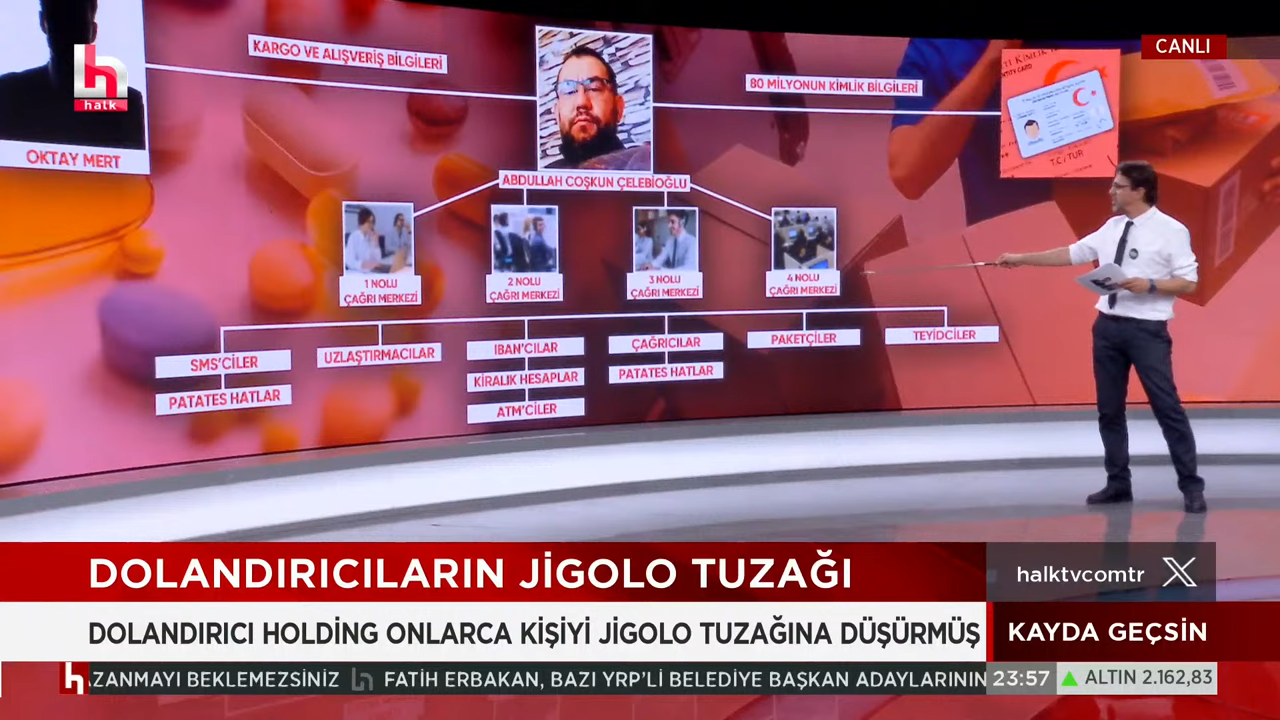 h
halk
CANLI
KARGO VE ALIŞVERİŞ BİLGİLERİ
80 MİLYONUN KİMLİK BİLGİLERİ
OKTAY MERT
T.C / TUR
ABDULLAH COŞKUN ÇELEBİOĞLU
1 NOLU
ÇAĞRI MERKEZİ
2 NOLU
ÇAĞRI MERKEZİ
3 NOLU
ÇAĞRI MERKEZİ
4 NOLU
ÇAĞRI MERKEZİ
SMS'CİLER
PATATES HATLAR
UZLAŞTIRMACILAR
IBAN'CILAR
KİRALIK HESAPLAR
ATM'CİLER
ÇAĞRICILAR
PATATES HATLAR
PAKETÇİLER
TEYİDCİLER
DOLANDIRICILARIN JİGOLO TUZAĞI
halktvcomtr X
DOLANDIRICI HOLDİNG ONLARCA KİŞİYİ JİGOLO TUZAĞINA DÜŞÜRMÜŞ
KAYDA GEÇSİN
h AZANMAYI BEKLEMEZSİNİZ h FATİH ERBAKAN, BAZI YRP'Lİ BELEDİYE BAŞKAN ADAYLARININ 23:57 ALTIN 2.162,83